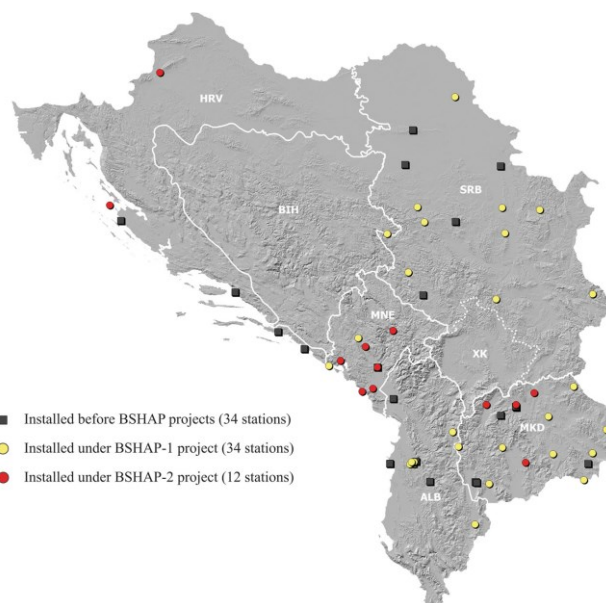 HRV
SRB
BIH
MNE
XK
Installed before BSHAP projects (34 stations)
Installed under BSHAP-1 project (34 stations)
MKD
Installed under BSHAP-2 project (12 stations)
ALB